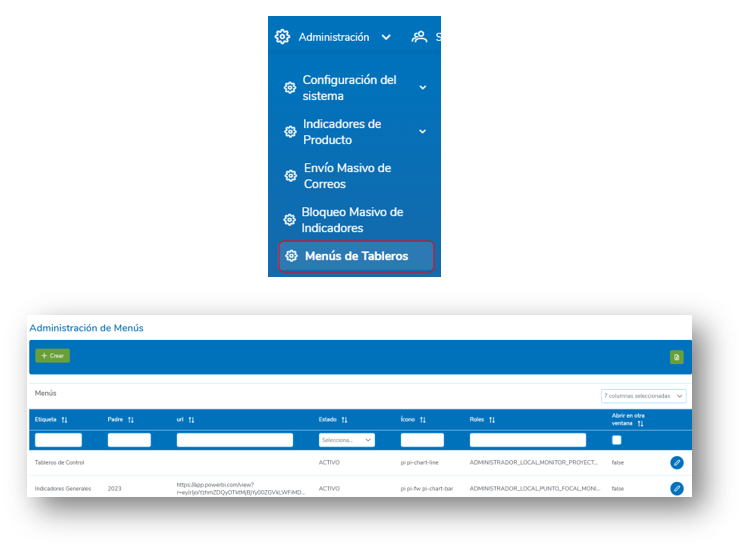 Administración
S
Configuración del
sistema
Indicadores de
Producto
Envío Masivo de
Correos
Bloqueo Masivo de
Indicadores
Menús de Tableros
Administración de Menús
+ Crear
Menús
7 columnas seleccionadas
Etiqueta Padre url Estado Ícono Roles Abrir en otra
ventana
Selecciona...
Tableros de Control ACTIVO pi pi-chart-line ADMINISTRADOR_LOCAL,MONITOR_PROYECT... false
Indicadores Generales 2023 https://app.powerbi.com/view? ACTIVO pi pi-fw pi-chart-bar ADMINISTRADOR_LOCAL,PUNTO_FOCAL,MONI... false